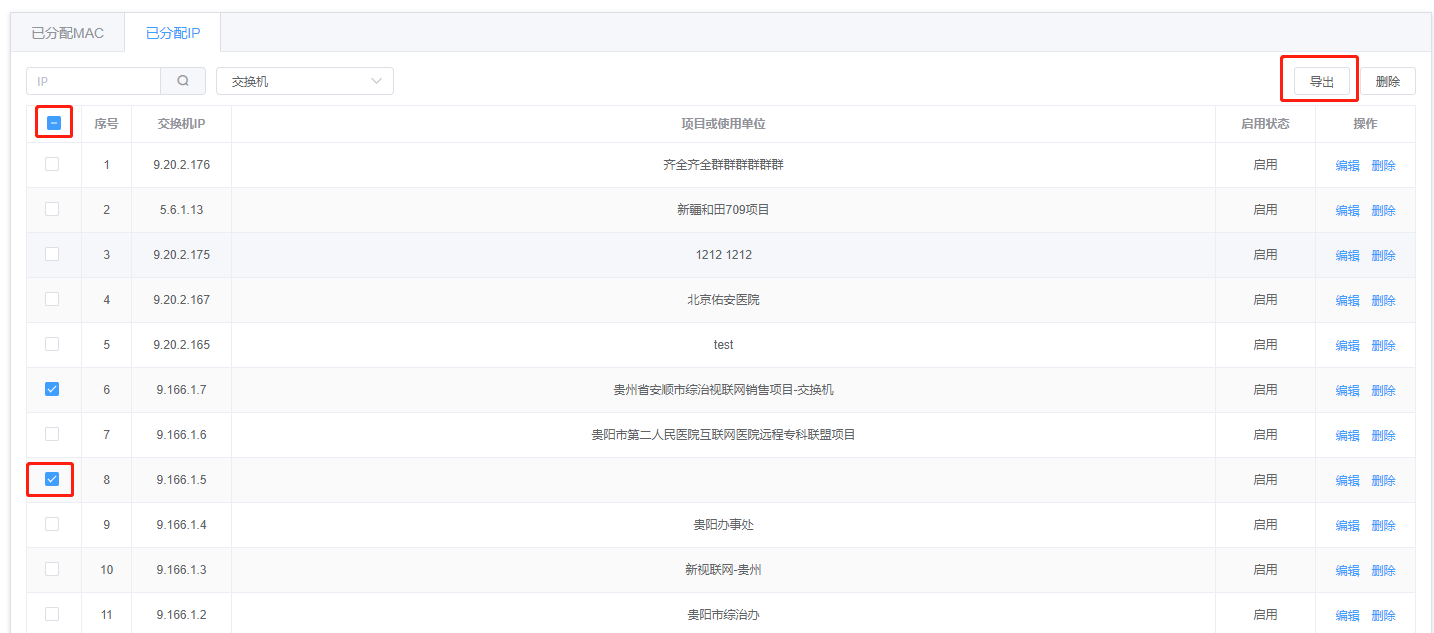 已分配MAC 已分配IP
IP 交换机 导出 删除
序号 交换机IP 项目或使用单位 启用状态 操作
1 9.20.2.176 齐全齐全群群群群群群 启用 编辑 删除
2 5.6.1.13 新疆和田709项目 启用 编辑 删除
3 9.20.2.175 1212 1212 启用 编辑 删除
4 9.20.2.167 北京佑安医院 启用 编辑 删除
5 9.20.2.165 test 启用 编辑 删除
6 9.166.1.7 贵州省安顺市综治视联网销售项目-交换机 启用 编辑 删除
7 9.166.1.6 贵阳市第二人民医院互联网医院远程专科联盟项目 启用 编辑 删除
8 9.166.1.5 启用 编辑 删除
9 9.166.1.4 贵阳办事处 启用 编辑 删除
10 9.166.1.3 新视联网-贵州 启用 编辑 删除
11 9.166.1.2 贵阳市综治办 启用 编辑 删除